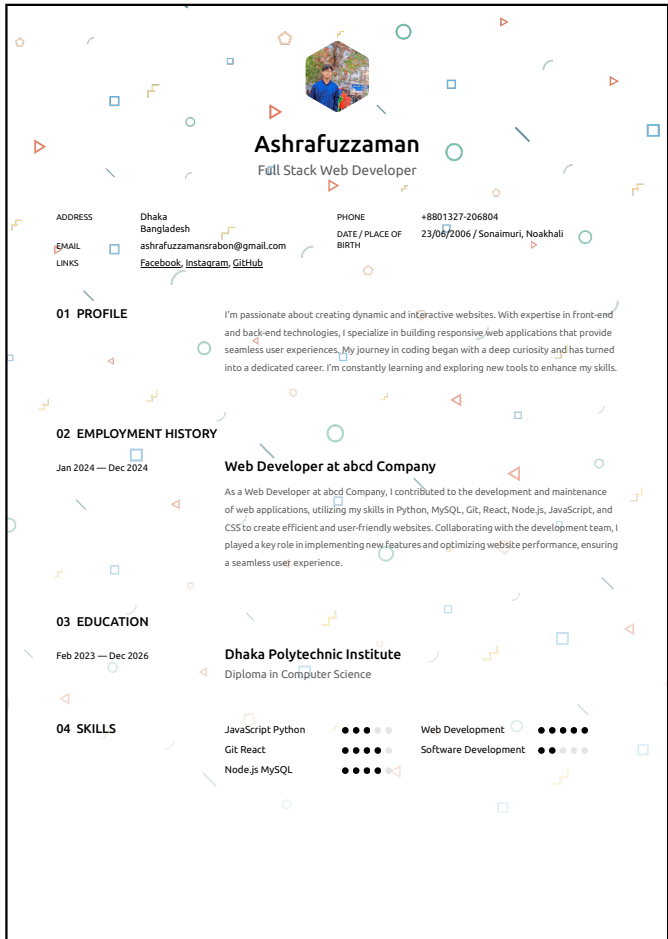 Ashrafuzzaman
Full Stack Web Developer
ADDRESS
Dhaka
Bangladesh
PHONE
+8801327-206804
DATE / PLACE OF
BIRTH
23/06/2006 / Sonaimuri, Noakhali
EMAIL
ashrafuzzamansrabon@gmail.com
LINKS
Facebook, Instagram, GitHub
01 PROFILE
I'm passionate about creating dynamic and interactive websites. With expertise in front-end
and back-end technologies, I specialize in building responsive web applications that provide
seamless user experiences. My journey in coding began with a deep curiosity and has turned
into a dedicated career. I'm constantly learning and exploring new tools to enhance my skills.
02 EMPLOYMENT HISTORY
Jan 2024 — Dec 2024
Web Developer at abcd Company
As a Web Developer at abcd Company, I contributed to the development and maintenance
of web applications, utilizing my skills in Python, MySQL, Git, React, Node.js, JavaScript, and
CSS to create efficient and user-friendly websites. Collaborating with the development team, I
played a key role in implementing new features and optimizing website performance, ensuring
a seamless user experience.
03 EDUCATION
Feb 2023 — Dec 2026
Dhaka Polytechnic Institute
Diploma in Computer Science
04 SKILLS
JavaScript Python
Web Development
Git React
Software Development
Node.js MySQL